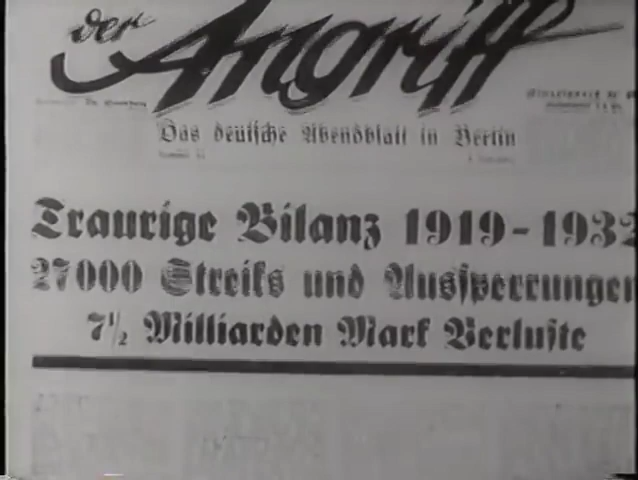 der Angriff
Das deutsche Abendblatt in Berlin
Traurige Bilanz 1919-1932
27000 Streiks und Aussperrungen
7½ Milliarden Mark Verluste